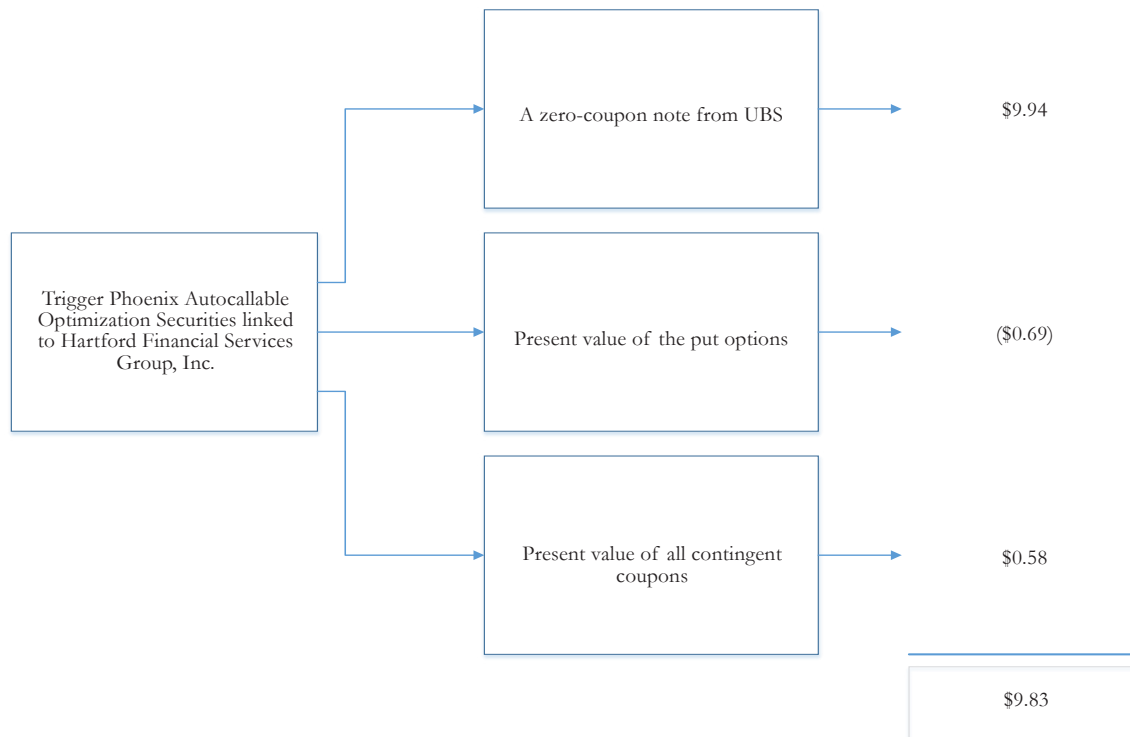 A zero-coupon note from UBS
$9.94
Trigger Phoenix Autocallable
Optimization Securities linked
to Hartford Financial Services
Group, Inc.
Present value of the put options
($0.69)
Present value of all contingent
coupons
$0.58
$9.83